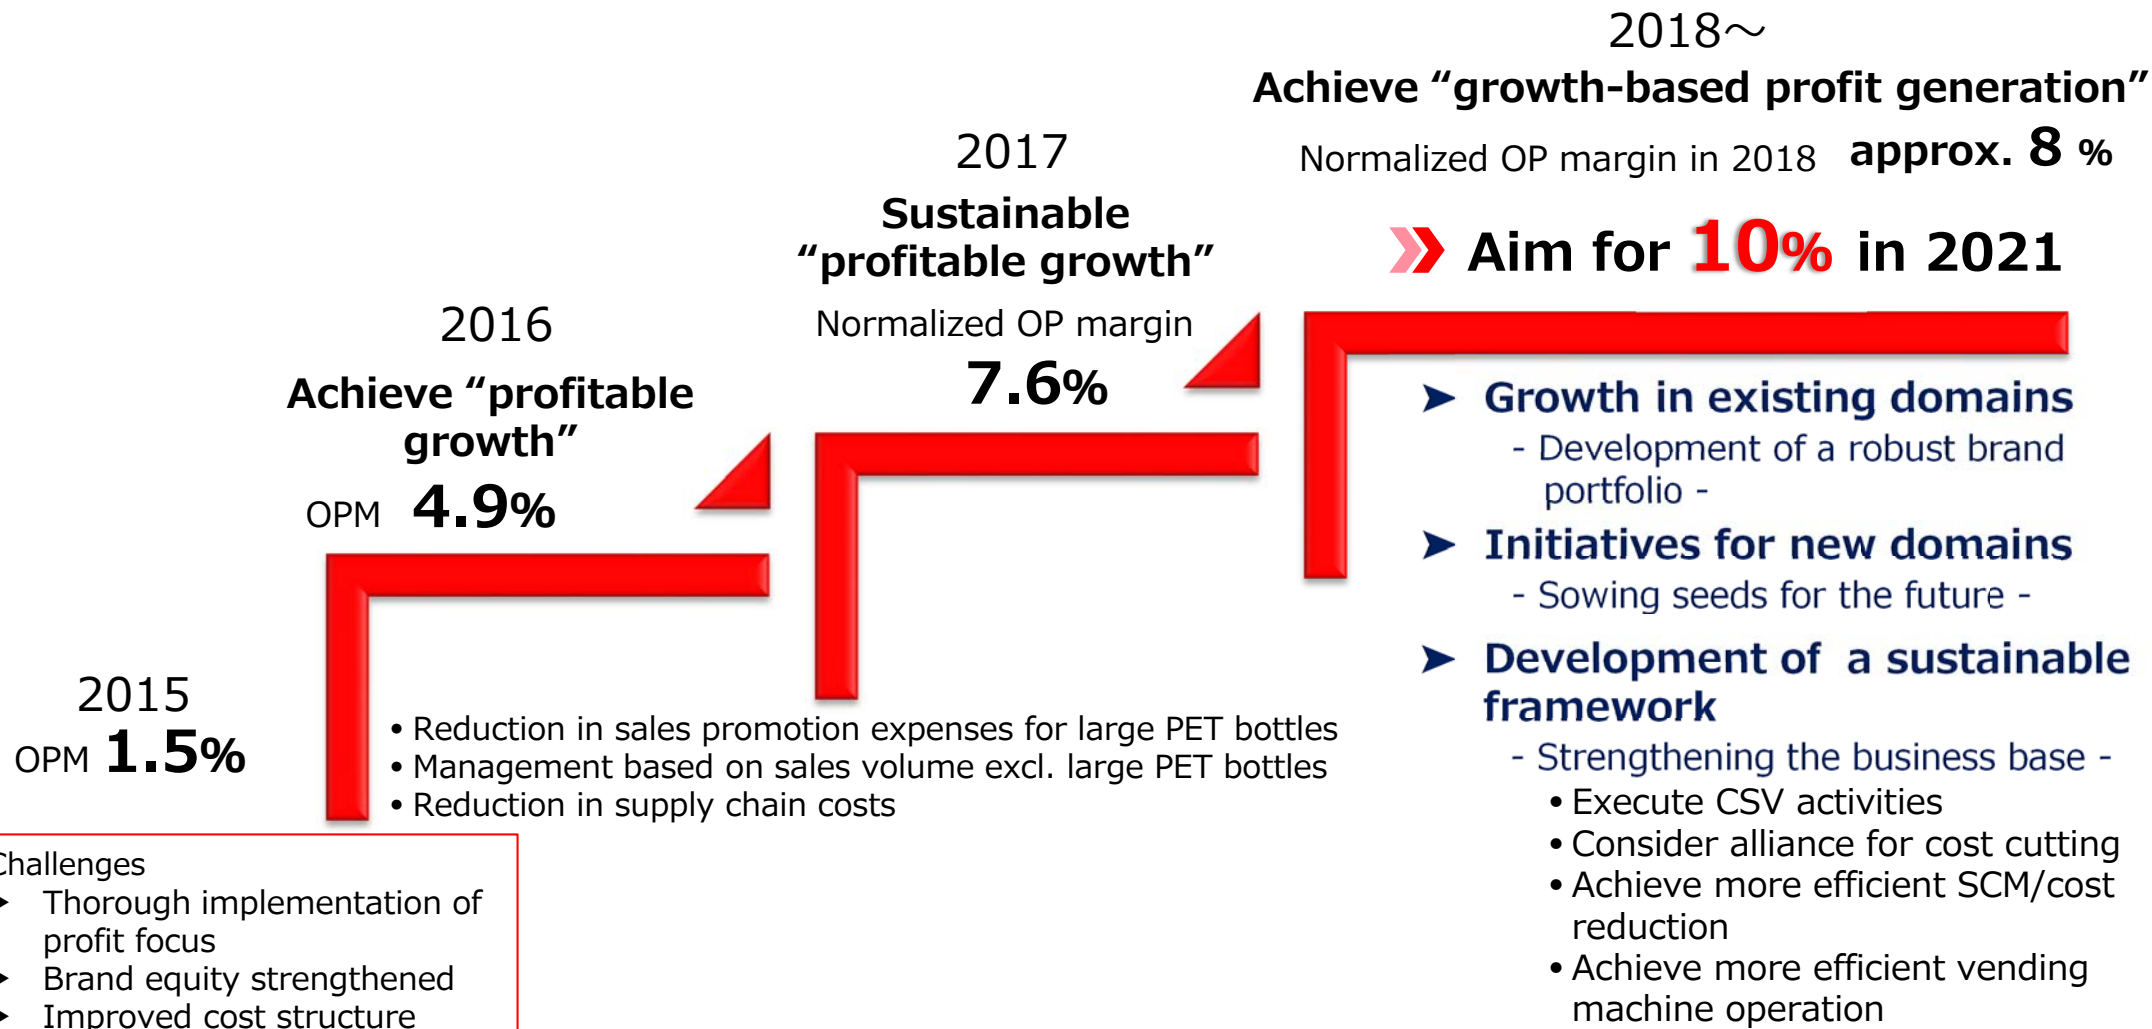 2015
OPM 1.5%
Challenges
Thorough implementation of
profit focus
Brand equity strengthened
Improved cost structure
2016
Achieve “profitable
growth”
OPM 4.9%
• Reduction in sales promotion expenses for large PET bottles
• Management based on sales volume excl. large PET bottles
• Reduction in supply chain costs
2017
Sustainable
“profitable growth”
Normalized OP margin
7.6%
2018～
Achieve “growth-based profit generation”
Normalized OP margin in 2018 approx. 8 %
Aim for 10% in 2021
➤ Growth in existing domains
- Development of a robust brand
portfolio -
➤ Initiatives for new domains
- Sowing seeds for the future -
➤ Development of a sustainable
framework
- Strengthening the business base -
• Execute CSV activities
• Consider alliance for cost cutting
• Achieve more efficient SCM/cost
reduction
• Achieve more efficient vending
machine operation